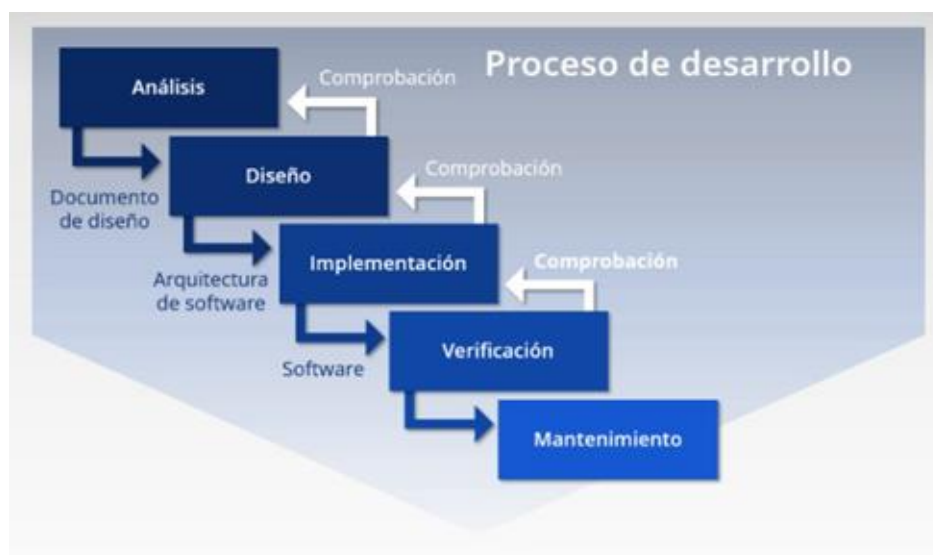 Proceso de desarrollo
Análisis
Comprobación
Documento
de diseño
Diseño
Comprobación
Arquitectura
de software
Implementación
Comprobación
Software
Verificación
Mantenimiento